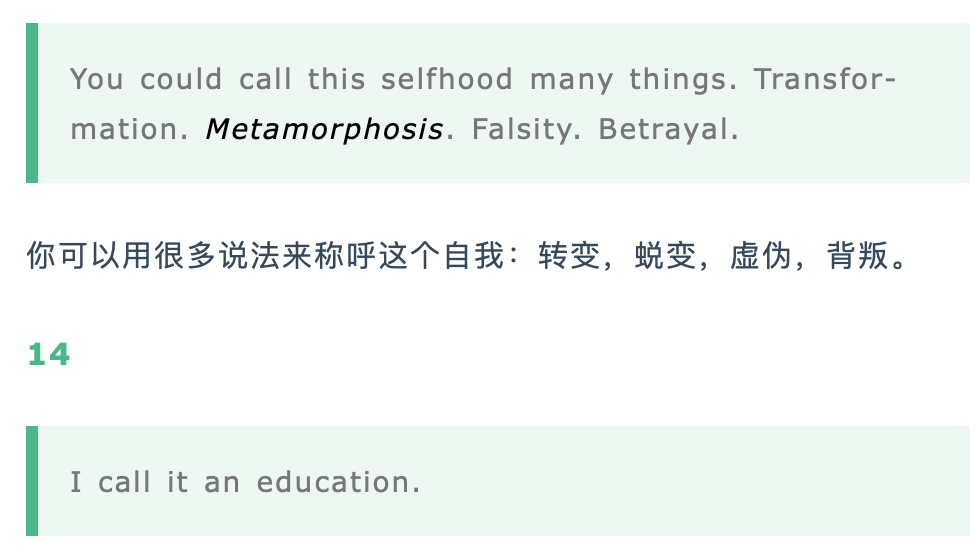 You could call this selfhood many things. Transfor-
mation. Metamorphosis. Falsity. Betrayal.
你可以用很多说法来称呼这个自我：转变，蜕变，虚伪，背叛。
14
I call it an education.